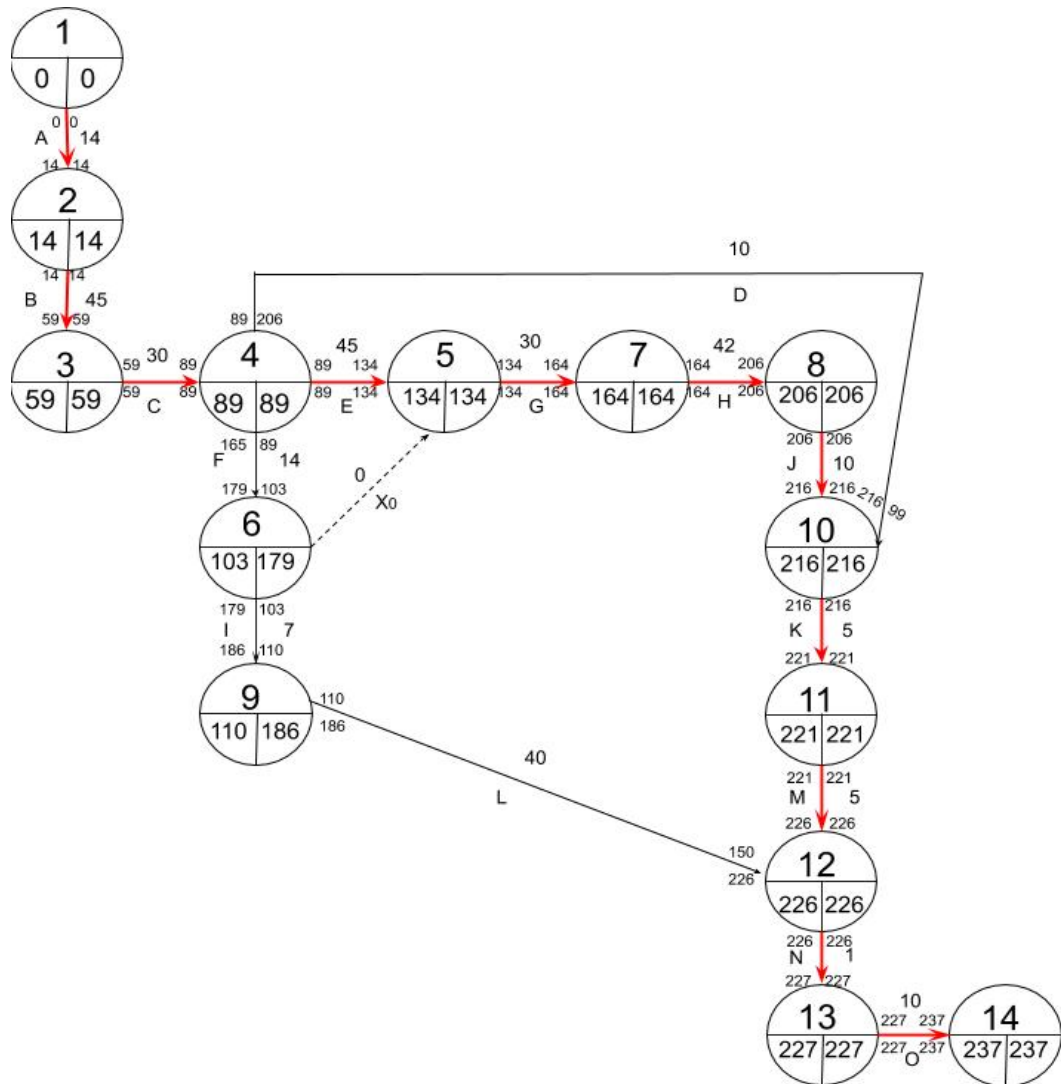 1
0 0
0 0
A 14
14 14
2
14 14
14 14
B 45
59 59
3
59 59
59 30 89
59 C 89
10
D
89 206
4
89 89
89 45 134
89 E 134
5
134 134
134 30 164
134 G 164
7
164 164
164 42 206
164 H 206
8
206 206
165 89
F 14
179 103
0
X0
206 206
J 10
216 216
216 99
6
103 179
10
216 216
179 103
I 7
186 110
216 216
K 5
221 221
9
110 186
110
186
40
L
11
221 221
221 221
M 5
226 226
150
226
12
226 226
226 226
N 1
227 227
13
227 227
10
227 237
227 237
O
14
237 237